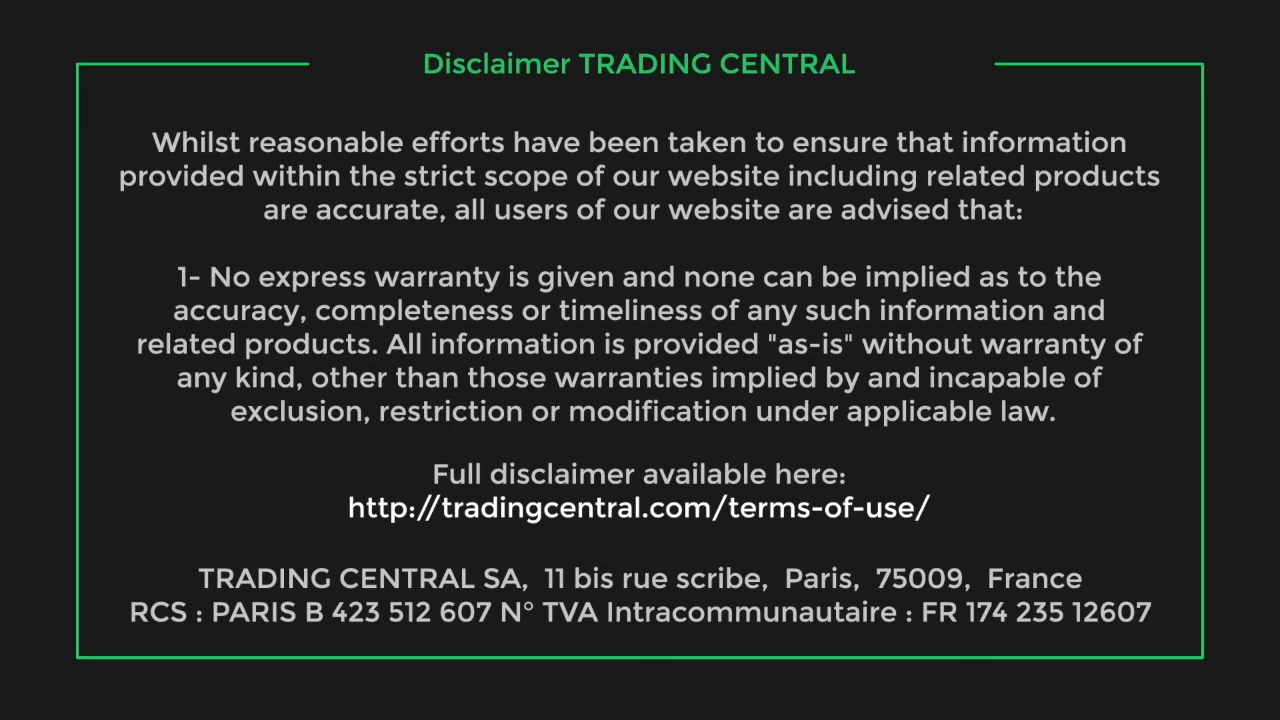 Disclaimer TRADING CENTRAL
Whilst reasonable efforts have been taken to ensure that information
provided within the strict scope of our website including related products
are accurate, all users of our website are advised that:
1- No express warranty is given and none can be implied as to the
accuracy, completeness or timeliness of any such information and
related products. All information is provided "as-is" without warranty of
any kind, other than those warranties implied by and incapable of
exclusion, restriction or modification under applicable law.
Full disclaimer available here:
http://tradingcentral.com/terms-of-use/
TRADING CENTRAL SA,  11 bis rue scribe,  Paris,  75009,  France
RCS : PARIS B 423 512 607 N° TVA Intracommunautaire : FR 174 235 12607